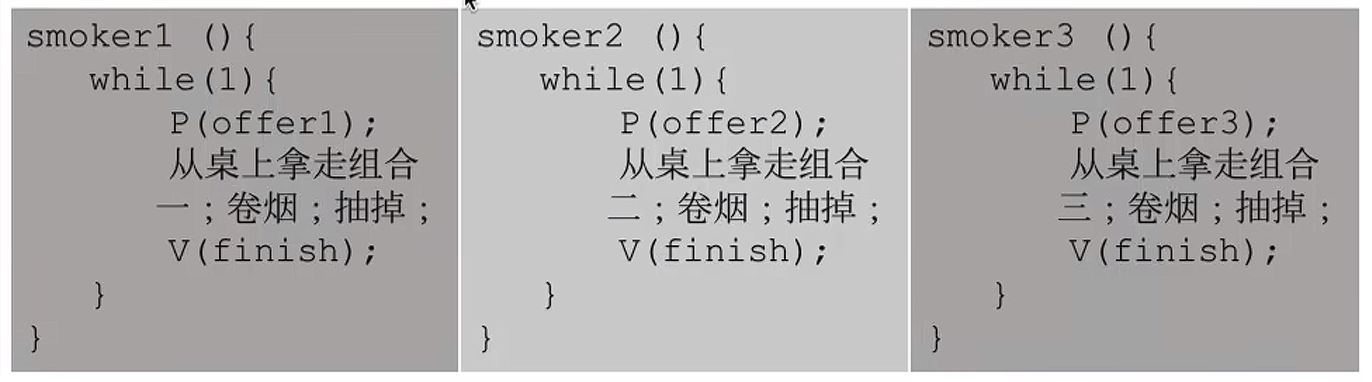 smoker1 (){
while(1){
P(offer1);
从桌上拿走组合
一；卷烟；抽掉；
V(finish);
}
}
smoker2 (){
while(1){
P(offer2);
从桌上拿走组合
二；卷烟；抽掉；
V(finish);
}
}
smoker3 (){
while(1){
P(offer3);
从桌上拿走组合
三；卷烟；抽掉；
V(finish);
}
}